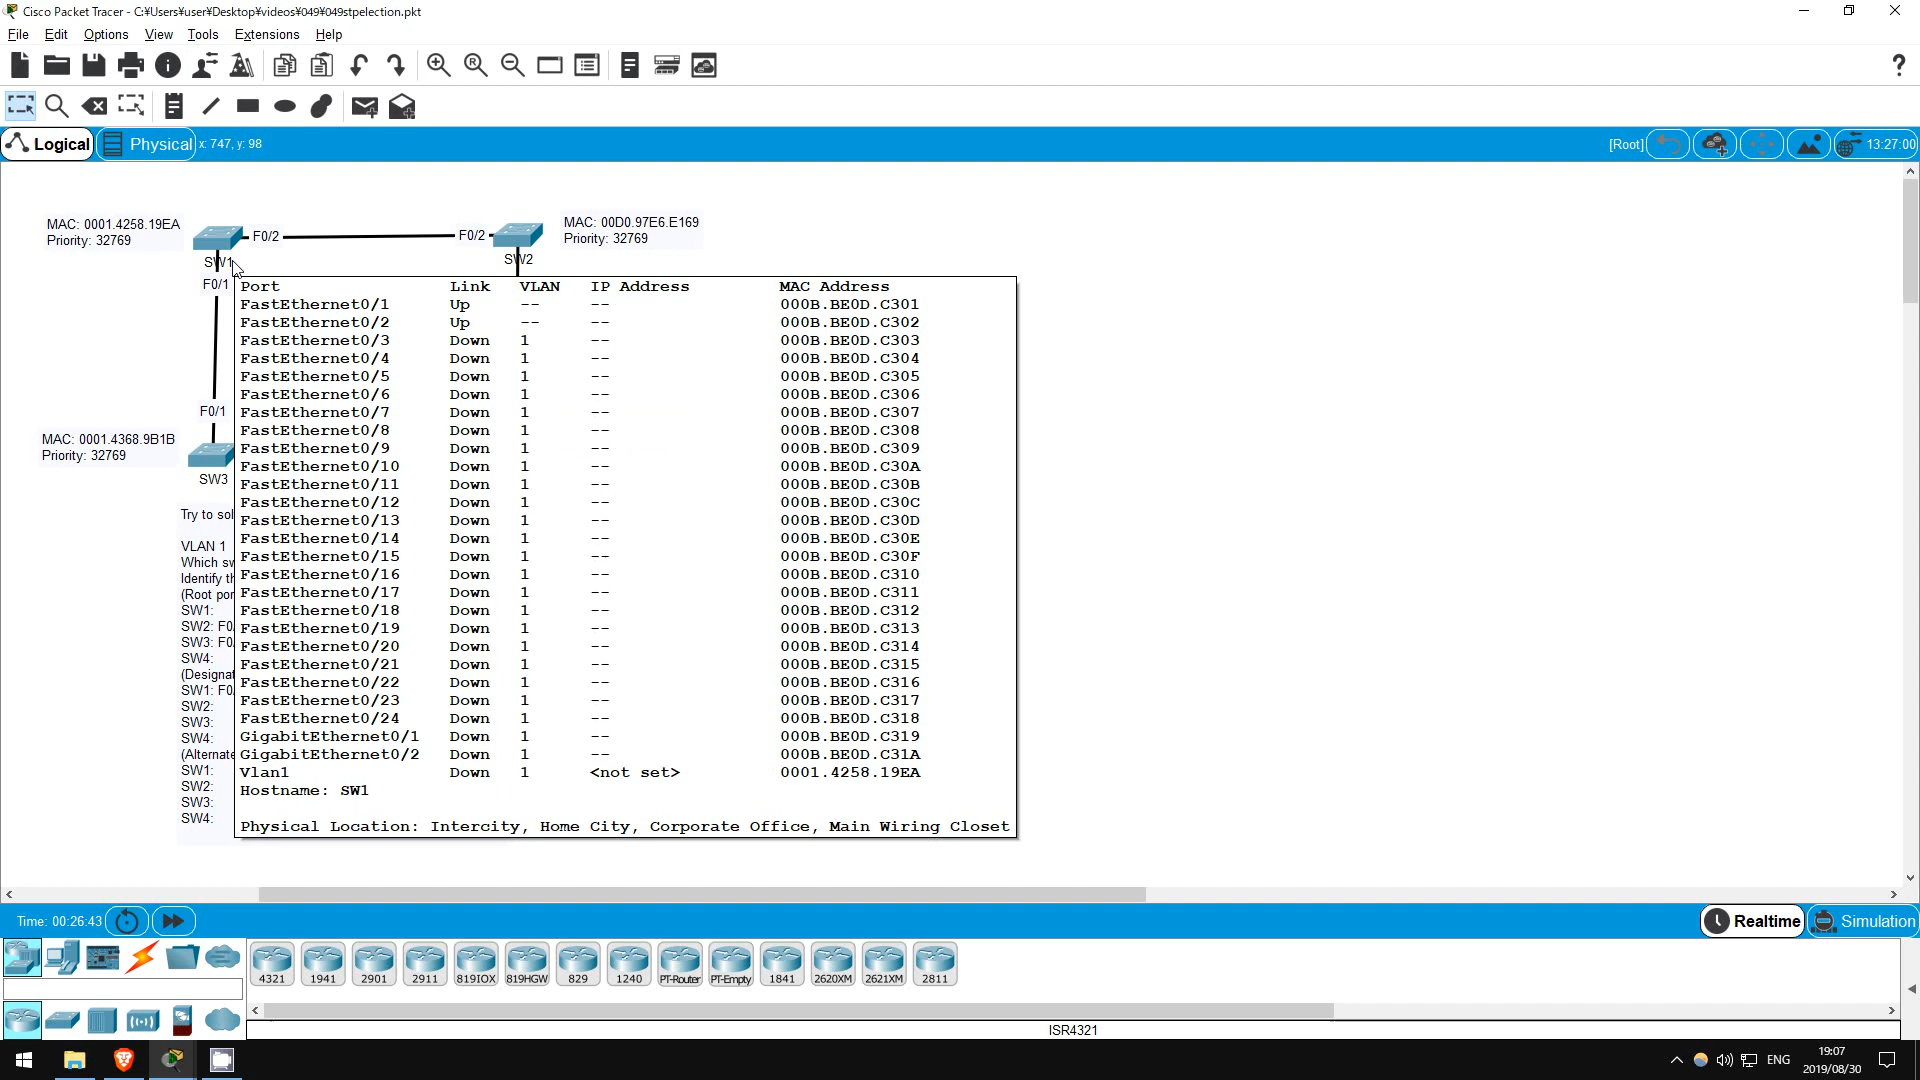 Cisco Packet Tracer - C:¥Users¥user¥Desktop¥videos¥049¥049stpelection.pkt
File Edit Options View Tools Extensions Help
Logical Physical x: 747, y: 98 [Root] 13:27:00
MAC: 0001.4258.19EA
Priority: 32769
F0/2
F0/2
MAC: 00D0.97E6.E169
Priority: 32769
SW1
SW2
F0/1
F0/1
MAC: 0001.4368.9B1B
Priority: 32769
SW3
Port Link VLAN IP Address MAC Address
FastEthernet0/1 Up -- -- 000B.BE0D.C301
FastEthernet0/2 Up -- -- 000B.BE0D.C302
FastEthernet0/3 Down 1 -- 000B.BE0D.C303
FastEthernet0/4 Down 1 -- 000B.BE0D.C304
FastEthernet0/5 Down 1 -- 000B.BE0D.C305
FastEthernet0/6 Down 1 -- 000B.BE0D.C306
FastEthernet0/7 Down 1 -- 000B.BE0D.C307
FastEthernet0/8 Down 1 -- 000B.BE0D.C308
FastEthernet0/9 Down 1 -- 000B.BE0D.C309
FastEthernet0/10 Down 1 -- 000B.BE0D.C30A
FastEthernet0/11 Down 1 -- 000B.BE0D.C30B
FastEthernet0/12 Down 1 -- 000B.BE0D.C30C
FastEthernet0/13 Down 1 -- 000B.BE0D.C30D
FastEthernet0/14 Down 1 -- 000B.BE0D.C30E
FastEthernet0/15 Down 1 -- 000B.BE0D.C30F
FastEthernet0/16 Down 1 -- 000B.BE0D.C310
FastEthernet0/17 Down 1 -- 000B.BE0D.C311
FastEthernet0/18 Down 1 -- 000B.BE0D.C312
FastEthernet0/19 Down 1 -- 000B.BE0D.C313
FastEthernet0/20 Down 1 -- 000B.BE0D.C314
FastEthernet0/21 Down 1 -- 000B.BE0D.C315
FastEthernet0/22 Down 1 -- 000B.BE0D.C316
FastEthernet0/23 Down 1 -- 000B.BE0D.C317
FastEthernet0/24 Down 1 -- 000B.BE0D.C318
GigabitEthernet0/1 Down 1 -- 000B.BE0D.C319
GigabitEthernet0/2 Down 1 -- 000B.BE0D.C31A
Vlan1 Down 1 <not set> 0001.4258.19EA
Hostname: SW1
Physical Location: Intercity, Home City, Corporate Office, Main Wiring Closet
Try to sol
VLAN 1
Which sw
Identify th
(Root por
SW1:
SW2: F0
SW3: F0
SW4:
(Designat
SW1: F0
SW2:
SW3:
SW4:
(Alternate
SW1:
SW2:
SW3:
SW4:
Time: 00:26:43 Realtime Simulation
4321 1941 2901 2911 819IOX 819HGW 829 1240 PT-Router PT-Empty 1841 2620XM 2621XM 2811
ISR4321
ENG
19:07
2019/08/30